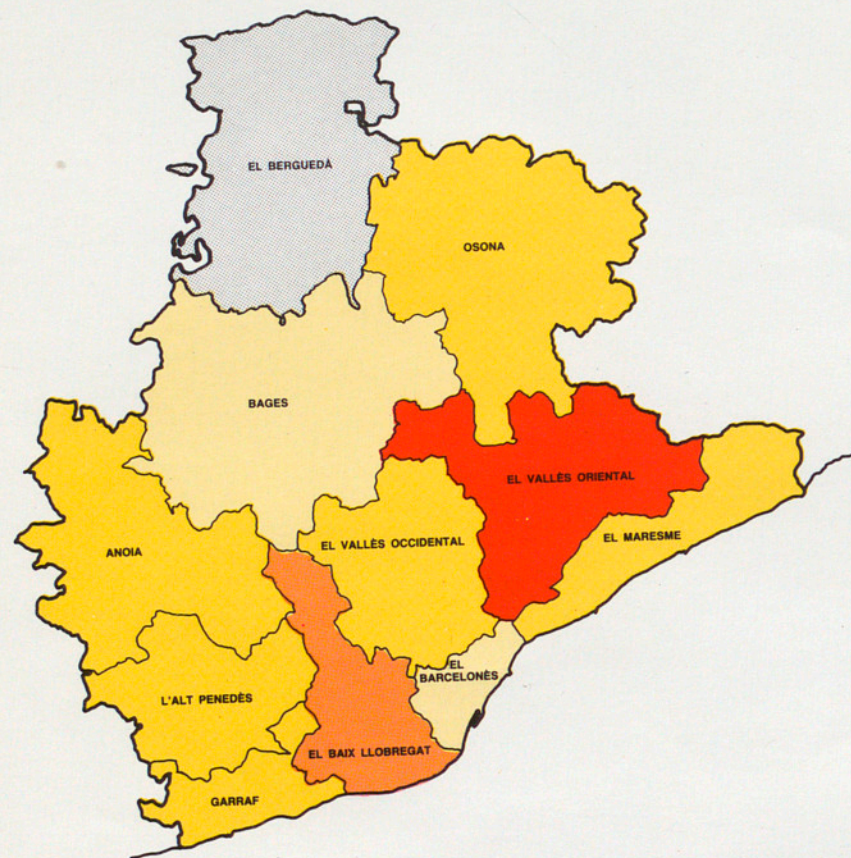 EL BERGUEDÀ
OSONA
BAGES
EL VALLÈS ORIENTAL
EL MARESME
EL VALLÈS OCCIDENTAL
ANOIA
EL
BARCELONÈS
L'ALT PENEDÈS
EL BAIX LLOBREGAT
GARRAF